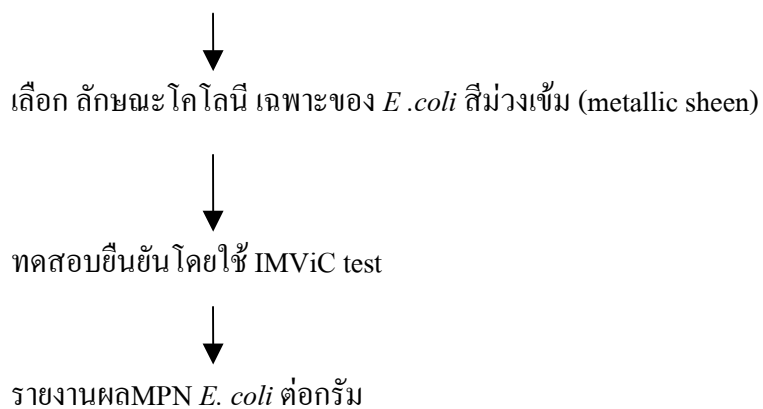 เลือก ลักษณะโคโลนี เฉพาะของ E .coli สีม่วงเข้ม (metallic sheen)
ทดสอบยืนยันโดยใช้ IMViC test
รายงานผลMPN E. coli ต่อกรัม